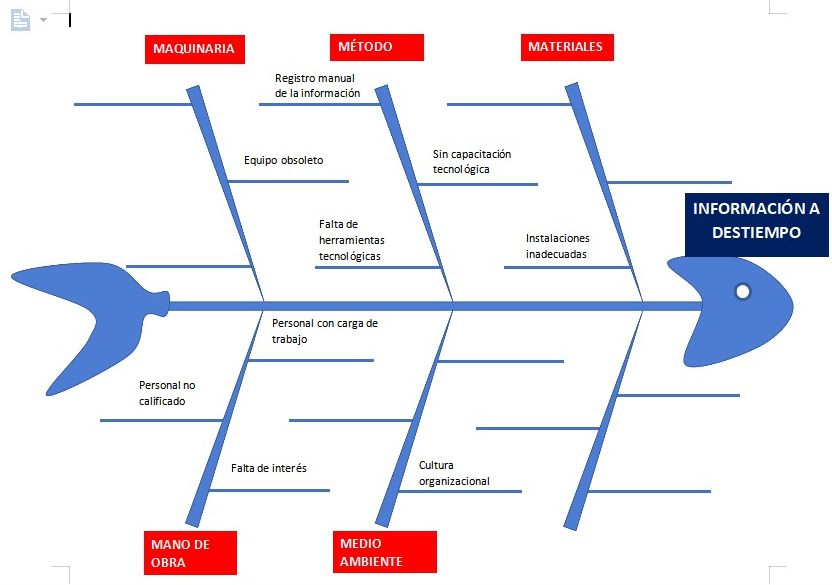 MAQUINARIA
MÉTODO
MATERIALES
Registro manual
de la información
Equipo obsoleto
Sin capacitación
tecnológica
Falta de
herramientas
tecnológicas
Instalaciones
inadecuadas
INFORMACIÓN A
DESTIEMPO
Personal con carga de
trabajo
Personal no
calificado
Falta de interés
Cultura
organizacional
MANO DE
OBRA
MEDIO
AMBIENTE